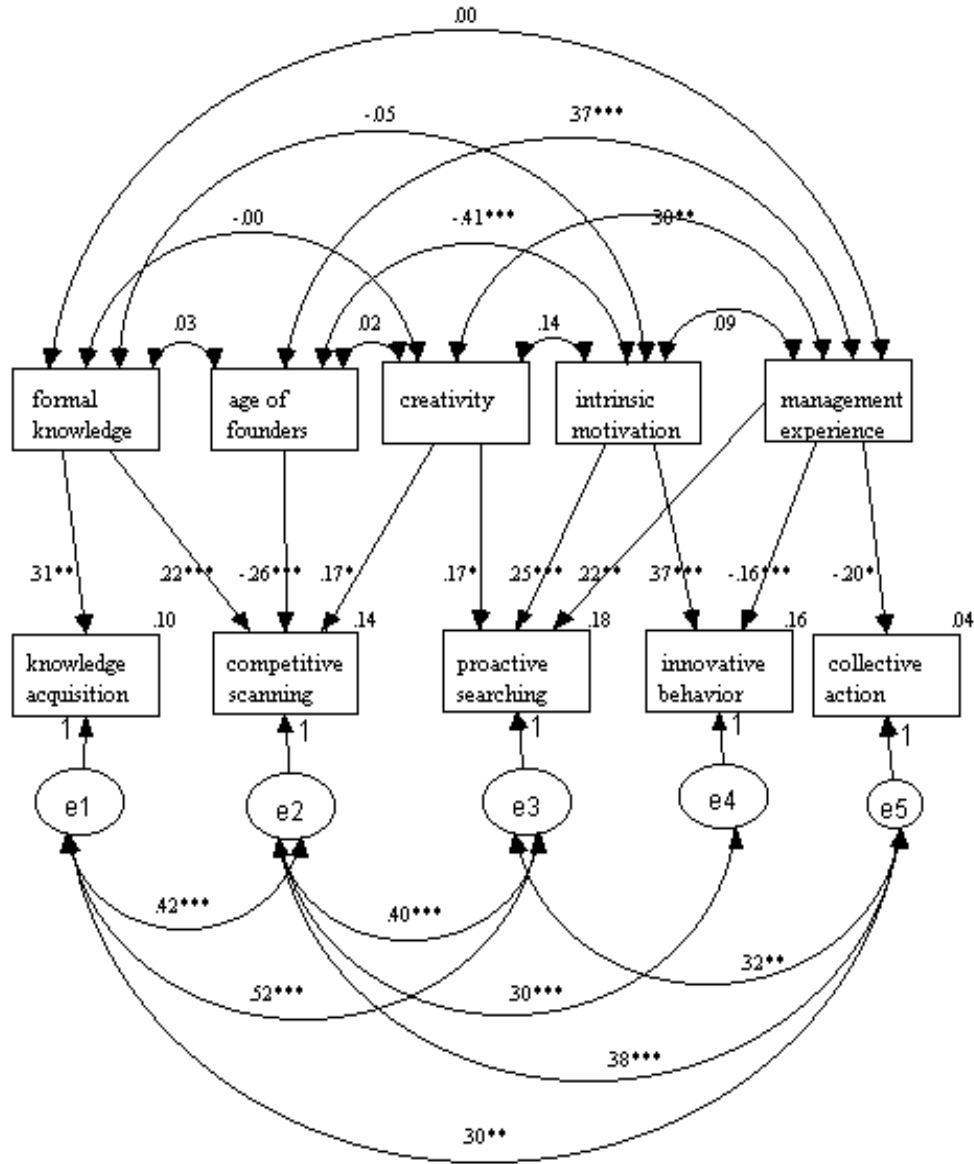 .00
-.05
.37***
-.00
-.41***
.30**
.03
.02
.14
.09
formal
knowledge
age of
founders
creativity
intrinsic
motivation
management
experience
.31**
.22***
-.26***
.17*
.17*
.25***
.22**
.37***
-.16***
-.20*
.10
.14
.18
.16
.04
knowledge
acquisition
competitive
scanning
proactive
searching
innovative
behavior
collective
action
1
1
1
1
1
e1
e2
e3
e4
e5
.42***
.40***
.32**
.52***
.30***
.38***
.30**